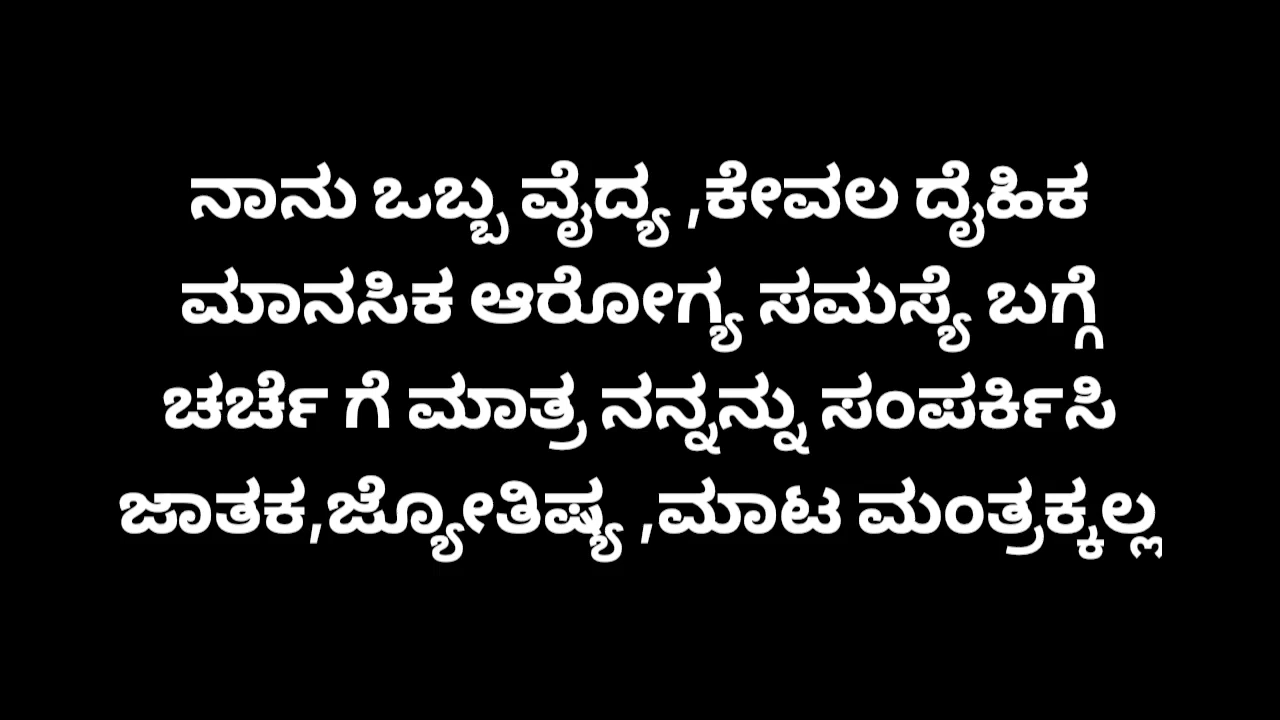 ನಾನು ಒಬ್ಬ ವೈದ್ಯ ,ಕೇವಲ ದೈಹಿಕ
ಮಾನಸಿಕ ಆರೋಗ್ಯ ಸಮಸ್ಯೆ ಬಗ್ಗೆ
ಚರ್ಚೆ ಗೆ ಮಾತ್ರ ನನ್ನನ್ನು ಸಂಪರ್ಕಿಸಿ
ಜಾತಕ,ಜ್ಯೋತಿಷ್ಯ ,ಮಾಟ ಮಂತ್ರಕ್ಕಲ್ಲ